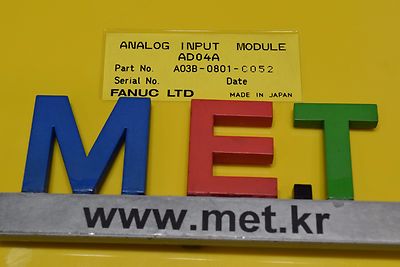 ANALOG INPUT MODULE
AD04A
Part No. A03B-0801-C052
Serial No. Date
FANUC LTD MADE IN JAPAN
ME.T
www.met.kr